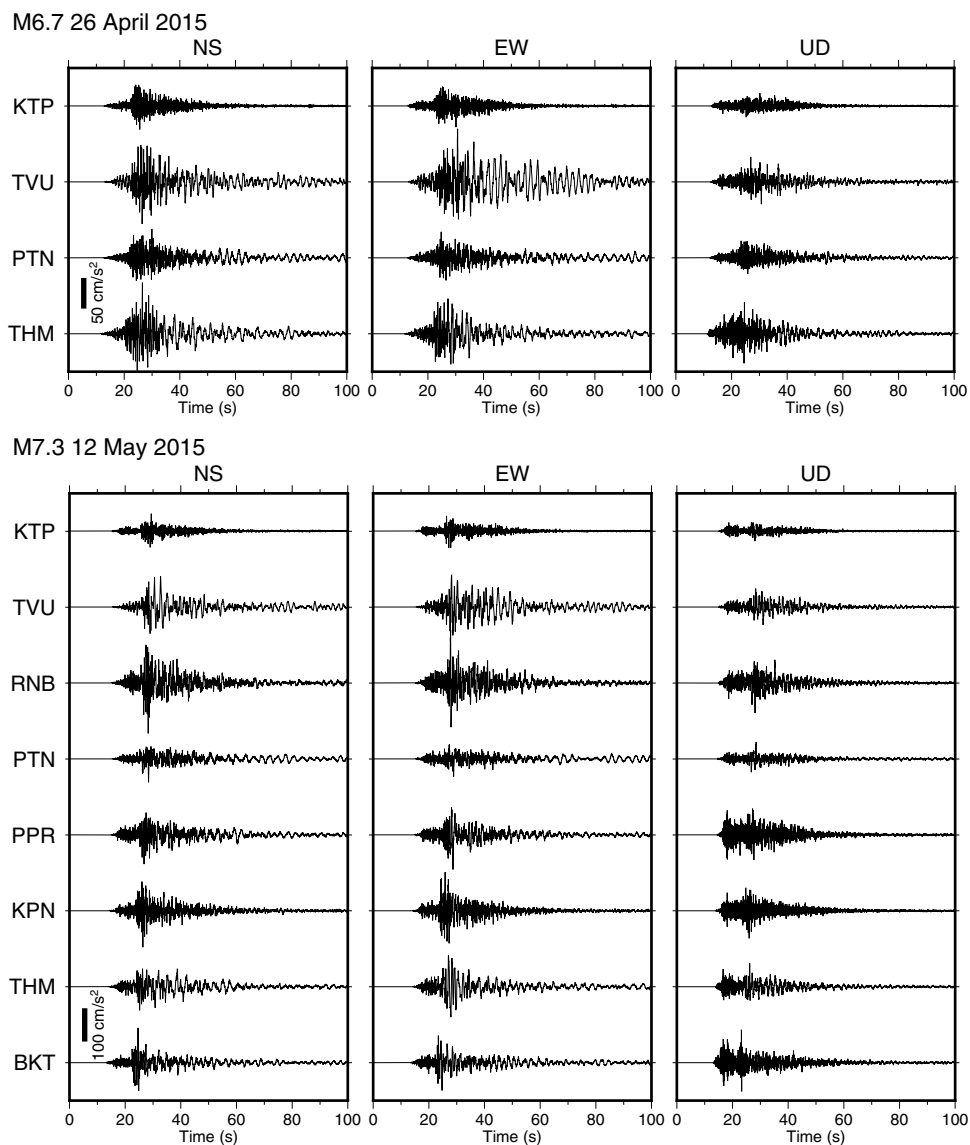 M6.7 26 April 2015
NS EW UD
KTP
TVU
PTN
50 cm/s²
THM
0 20 40 60 80 100 0 20 40 60 80 100 0 20 40 60 80 100
Time (s) Time (s) Time (s)
M7.3 12 May 2015
NS EW UD
KTP
TVU
RNB
PTN
PPR
KPN
THM
100 cm/s²
BKT
0 20 40 60 80 100 0 20 40 60 80 100 0 20 40 60 80 100
Time (s) Time (s) Time (s)